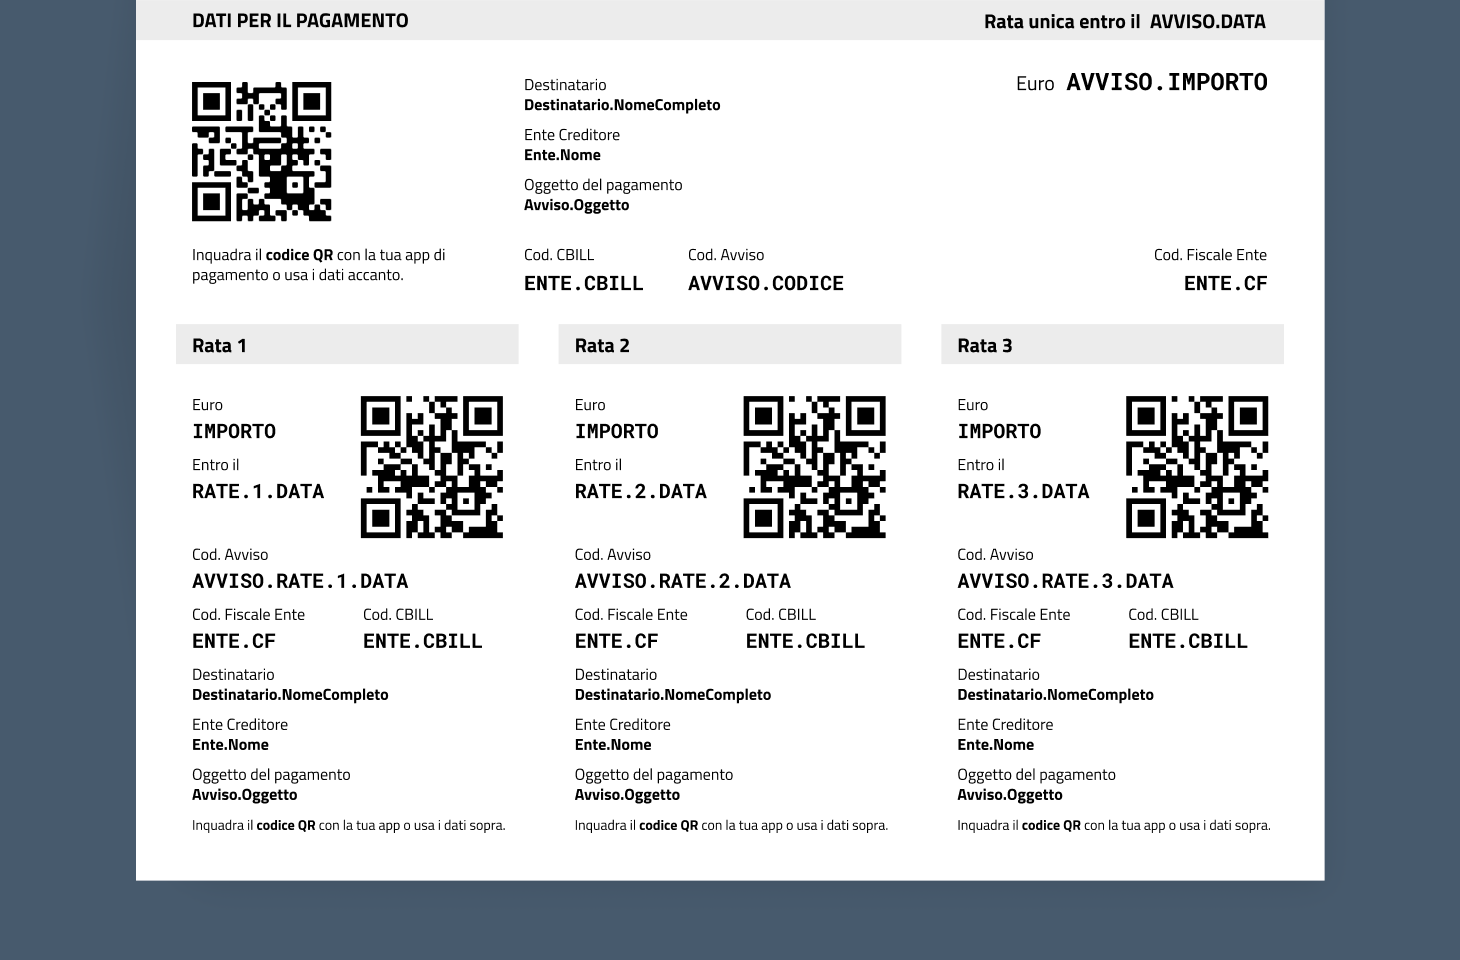 DATI PER IL PAGAMENTO
Rata unica entro il AVVISO.DATA
Euro AVVISO.IMPORTO
Destinatario
Destinatario.NomeCompleto
Ente Creditore
Ente.Nome
Oggetto del pagamento
Avviso.Oggetto
Inquadra il codice QR con la tua app di
pagamento o usa i dati accanto.
Cod. CBILL
ENTE.CBILL
Cod. Avviso
AVVISO.CODICE
Cod. Fiscale Ente
ENTE.CF
Rata 1
Euro
IMPORTO
Entro il
RATE.1.DATA
Cod. Avviso
AVVISO.RATE.1.DATA
Cod. Fiscale Ente
ENTE.CF
Cod. CBILL
ENTE.CBILL
Destinatario
Destinatario.NomeCompleto
Ente Creditore
Ente.Nome
Oggetto del pagamento
Avviso.Oggetto
Inquadra il codice QR con la tua app o usa i dati sopra.
Rata 2
Euro
IMPORTO
Entro il
RATE.2.DATA
Cod. Avviso
AVVISO.RATE.2.DATA
Cod. Fiscale Ente
ENTE.CF
Cod. CBILL
ENTE.CBILL
Destinatario
Destinatario.NomeCompleto
Ente Creditore
Ente.Nome
Oggetto del pagamento
Avviso.Oggetto
Inquadra il codice QR con la tua app o usa i dati sopra.
Rata 3
Euro
IMPORTO
Entro il
RATE.3.DATA
Cod. Avviso
AVVISO.RATE.3.DATA
Cod. Fiscale Ente
ENTE.CF
Cod. CBILL
ENTE.CBILL
Destinatario
Destinatario.NomeCompleto
Ente Creditore
Ente.Nome
Oggetto del pagamento
Avviso.Oggetto
Inquadra il codice QR con la tua app o usa i dati sopra.